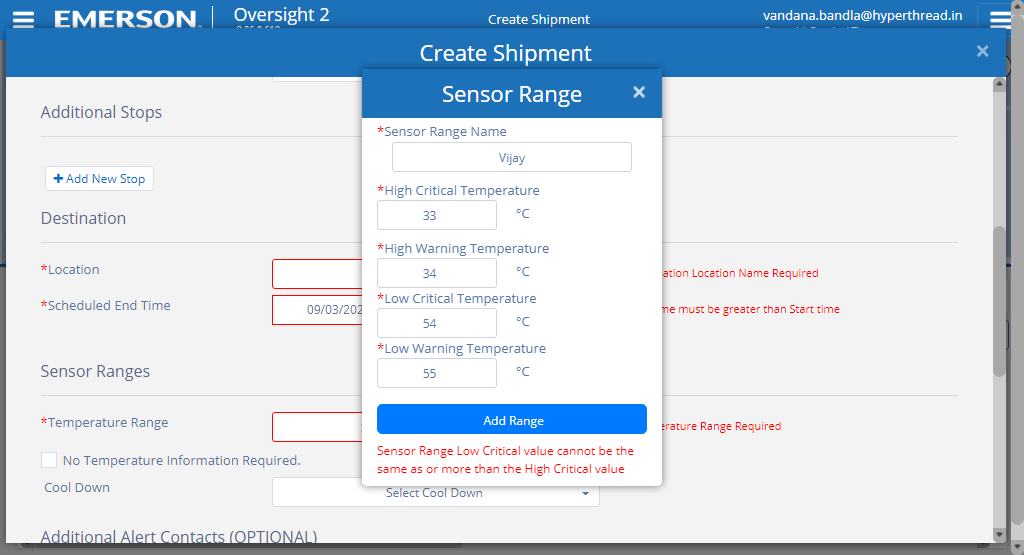 EMERSON
Oversight 2
Create Shipment
vandana.bandla@hyperthread.in
Create Shipment
×
Sensor Range
×
Additional Stops
*Sensor Range Name
Vijay
+ Add New Stop
*High Critical Temperature
33 °C
Destination
*High Warning Temperature
34 °C
*Location
ation Location Name Required
*Low Critical Temperature
54 °C
*Scheduled End Time
09/03/202
me must be greater than Start time
*Low Warning Temperature
55 °C
Sensor Ranges
*Temperature Range
erature Range Required
Add Range
Sensor Range Low Critical value cannot be the
same as or more than the High Critical value
No Temperature Information Required.
Cool Down
Select Cool Down
Additional Alert Contacts (OPTIONAL)